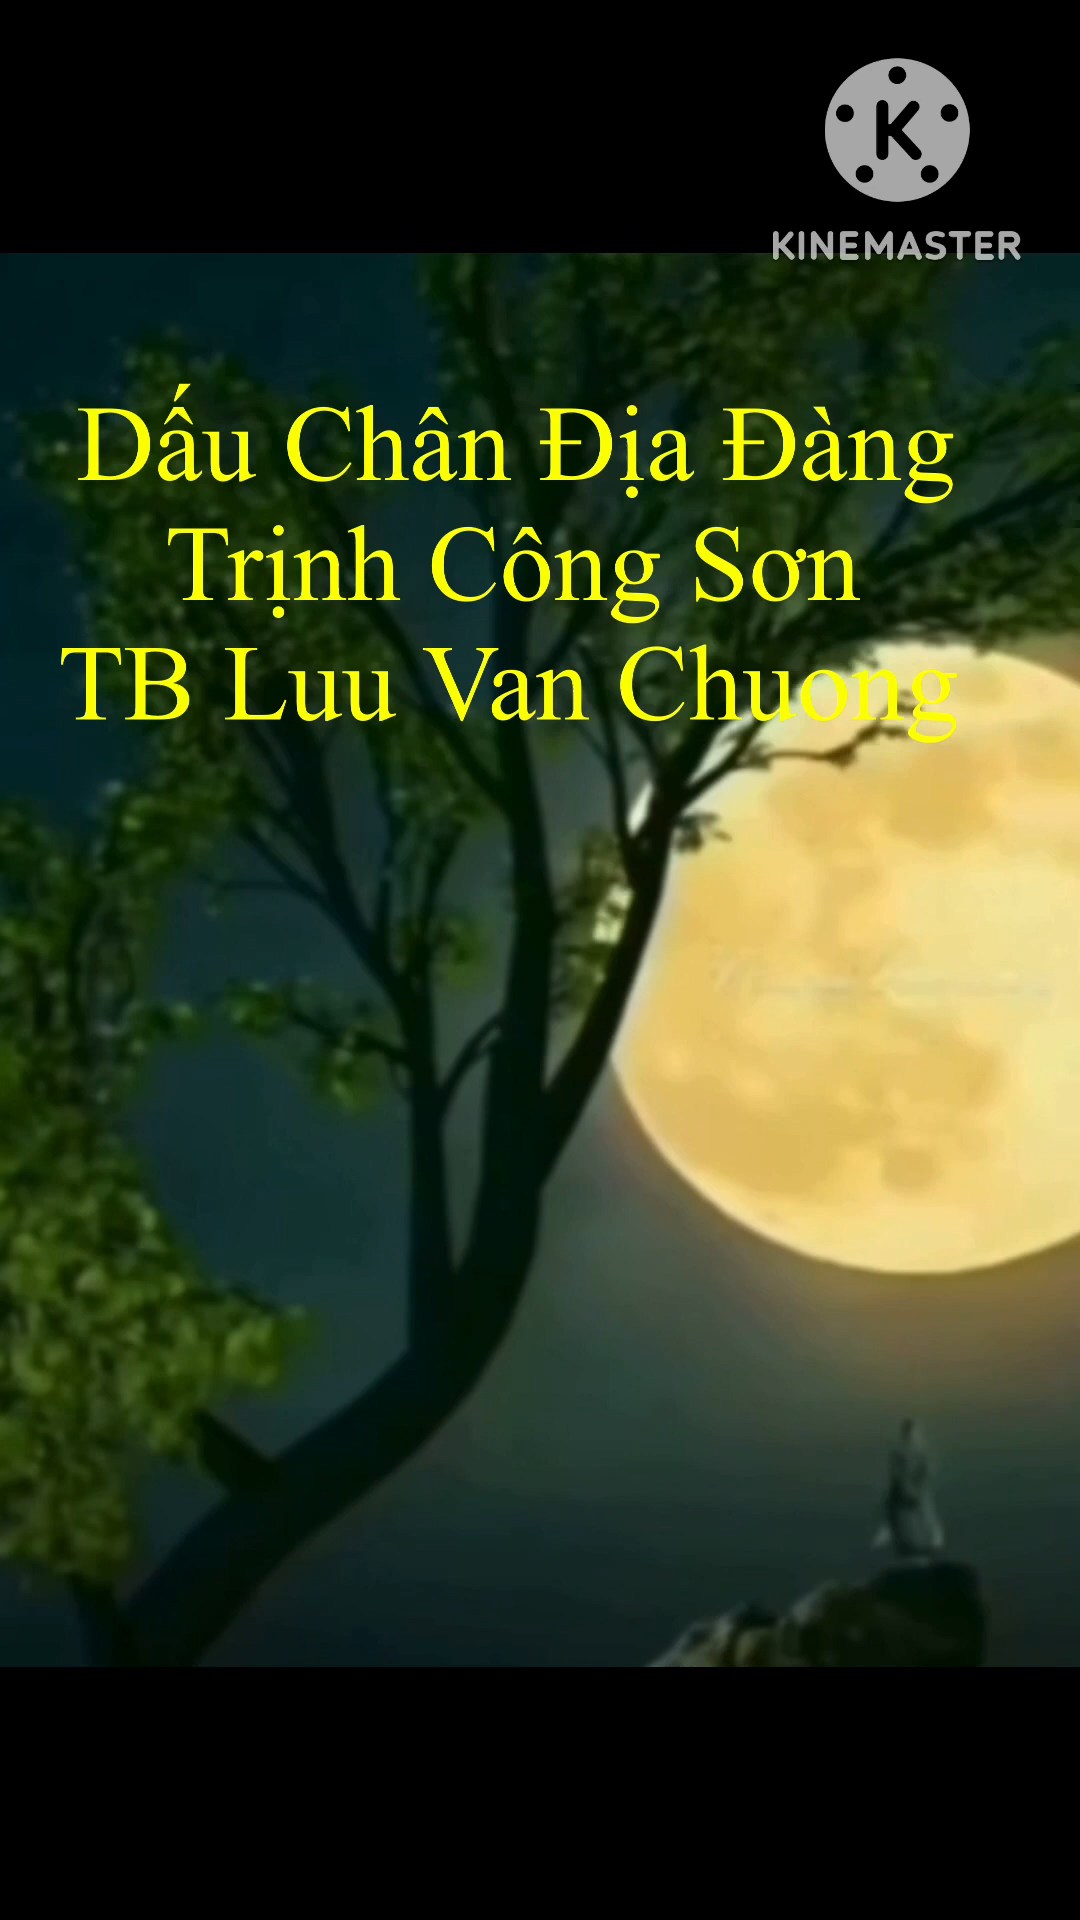 K
KINEMASTER
Dấu Chân Địa Đàng
Trịnh Công Sơn
TB Luu Van Chuong